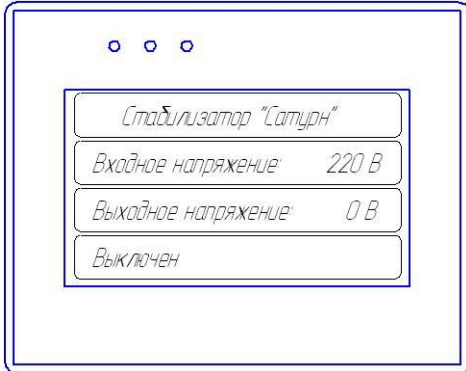 Стабилизатор "Сатурн"
Входное напряжение: 220 В
Выходное напряжение: 0 В
Выключен